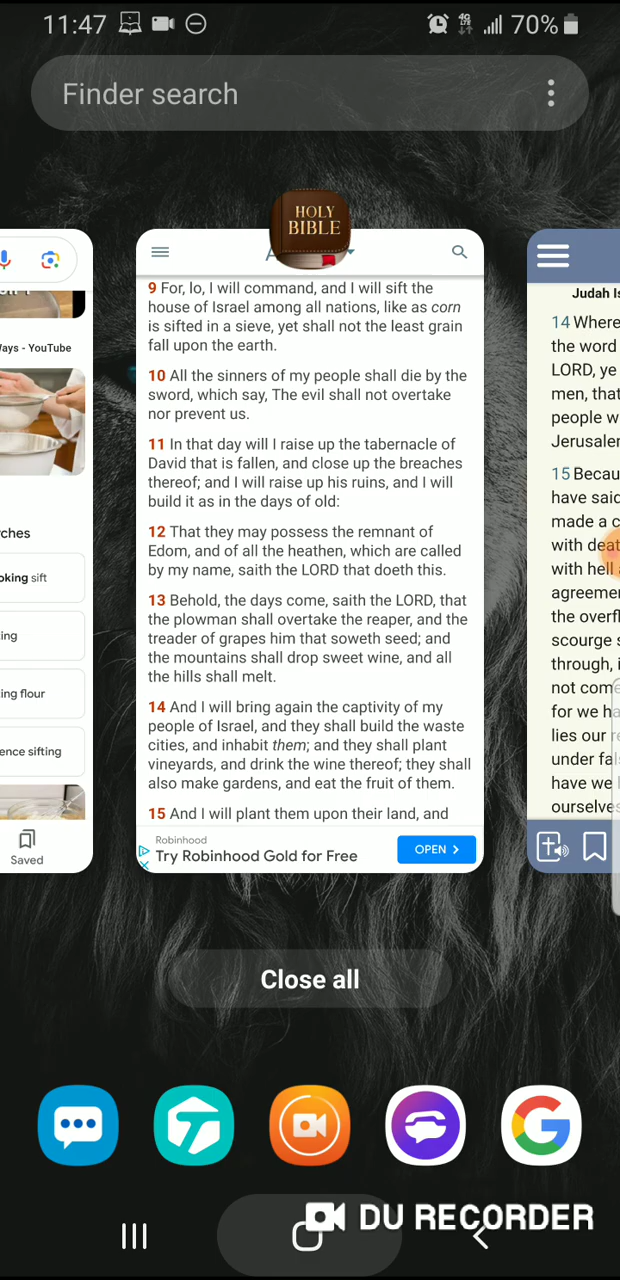 11:47
4G
LTE
70%
Finder search
HOLY
BIBLE
Ways - YouTube
oking sift
ing
ing flour
ence sifting
Saved
9 For, lo, I will command, and I will sift the
house of Israel among all nations, like as corn
is sifted in a sieve, yet shall not the least grain
fall upon the earth.
10 All the sinners of my people shall die by the
sword, which say, The evil shall not overtake
nor prevent us.
11 In that day will I raise up the tabernacle of
David that is fallen, and close up the breaches
thereof; and I will raise up his ruins, and I will
build it as in the days of old:
12 That they may possess the remnant of
Edom, and of all the heathen, which are called
by my name, saith the LORD that doeth this.
13 Behold, the days come, saith the LORD, that
the plowman shall overtake the reaper, and the
treader of grapes him that soweth seed; and
the mountains shall drop sweet wine, and all
the hills shall melt.
14 And I will bring again the captivity of my
people of Israel, and they shall build the waste
cities, and inhabit them; and they shall plant
vineyards, and drink the wine thereof; they shall
also make gardens, and eat the fruit of them.
15 And I will plant them upon their land, and
Robinhood
Try Robinhood Gold for Free
OPEN
Judah Is
14 Where
the word
LORD, ye
men, that
people w
Jerusalem
15 Becau
have said
made a c
with deat
with hell a
agreemen
the overfl
scourge s
through, i
not come
for we ha
lies our re
under fal
have we
ourselves
Close all
DU RECORDER